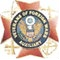 VETERANS OF FOREIGN WARS
AUXILIARY